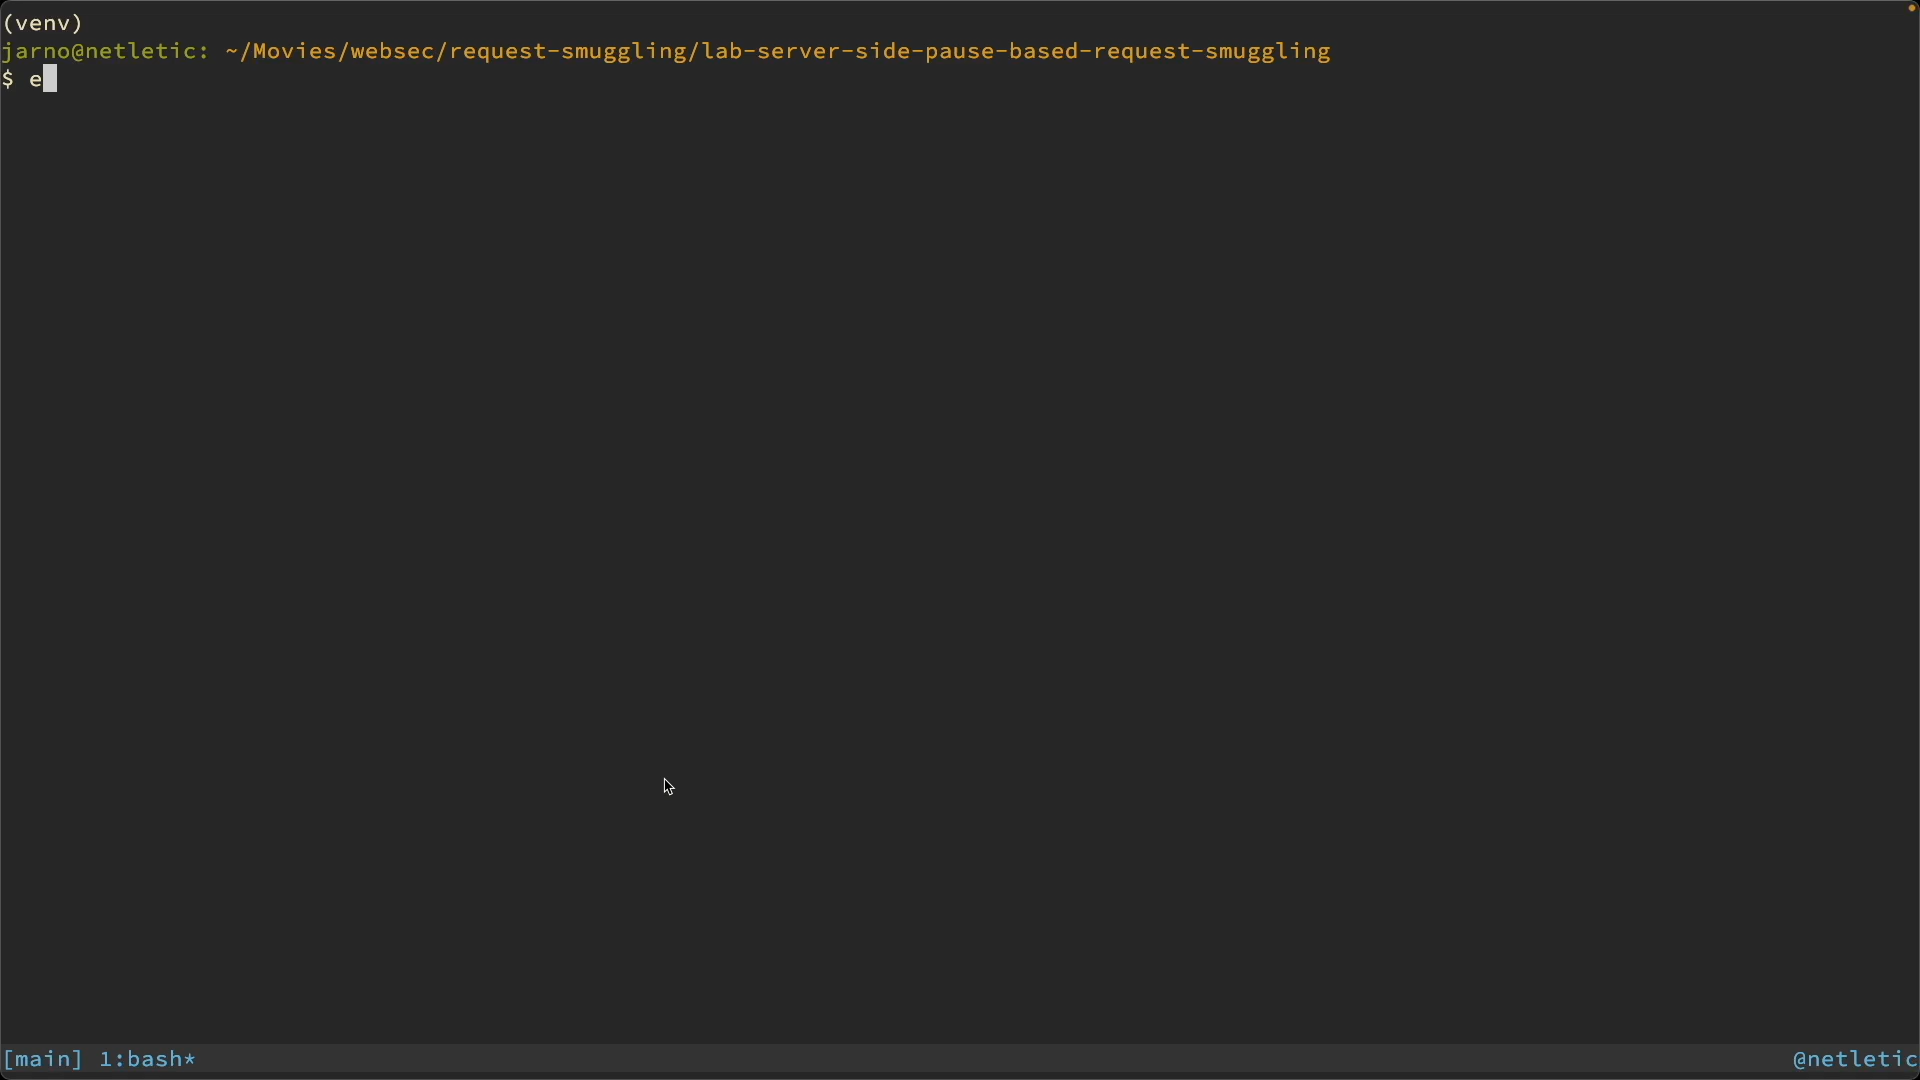 (venv)
jarno@netletic: ~/Movies/websec/request-smuggling/lab-server-side-pause-based-request-smuggling
$ e
[main] 1:bash* @netletic